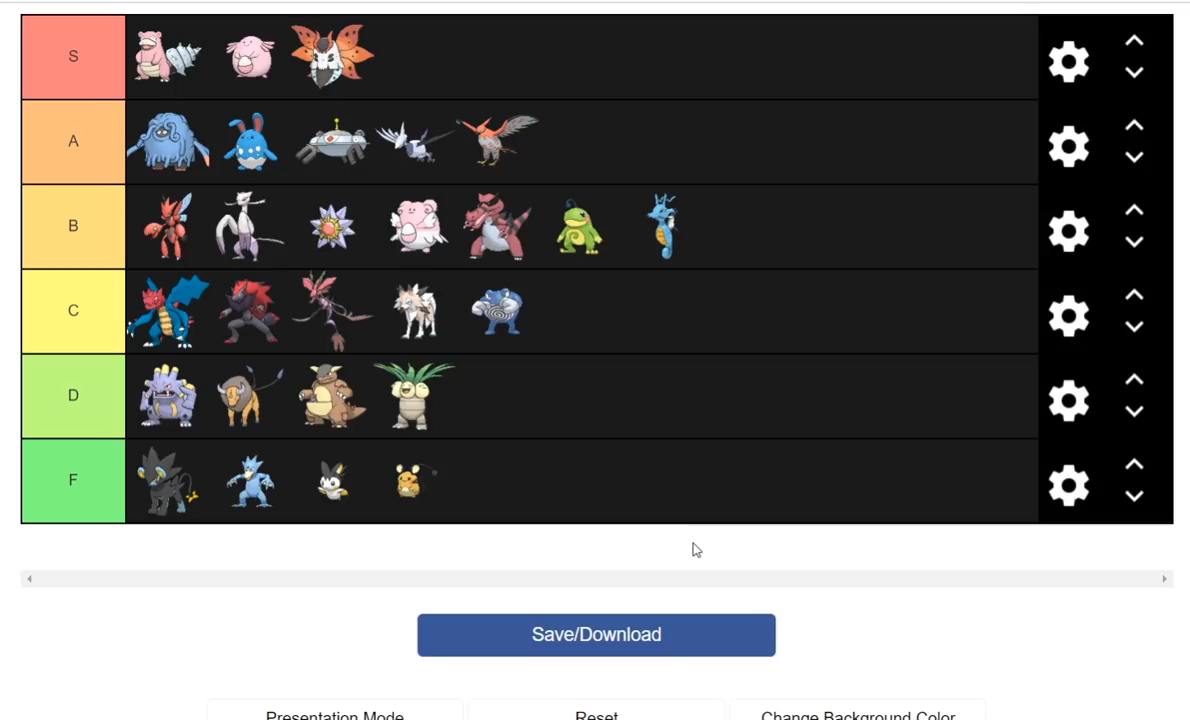 S
A
B
C
D
F
Save/Download
Presentation Mode Reset Change Background Color